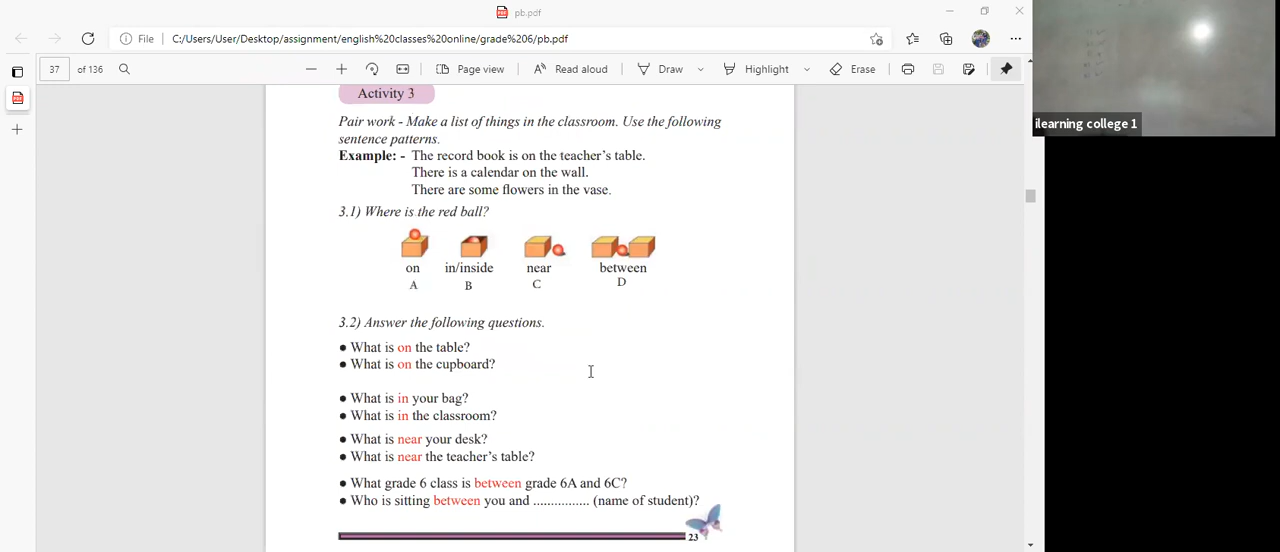 pb.pdf
File C:/Users/User/Desktop/assignment/english%20classes%20online/grade%206/pb.pdf
37 of 136 Page view Read aloud Draw Highlight Erase
ilearning college 1
Activity 3
Pair work - Make a list of things in the classroom. Use the following
sentence patterns.
Example: - The record book is on the teacher's table.
There is a calendar on the wall.
There are some flowers in the vase.
3.1) Where is the red ball?
on in/inside near between
A B C D
3.2) Answer the following questions.
● What is on the table?
● What is on the cupboard?
● What is in your bag?
● What is in the classroom?
● What is near your desk?
● What is near the teacher's table?
● What grade 6 class is between grade 6A and 6C?
● Who is sitting between you and ................ (name of student)?
23